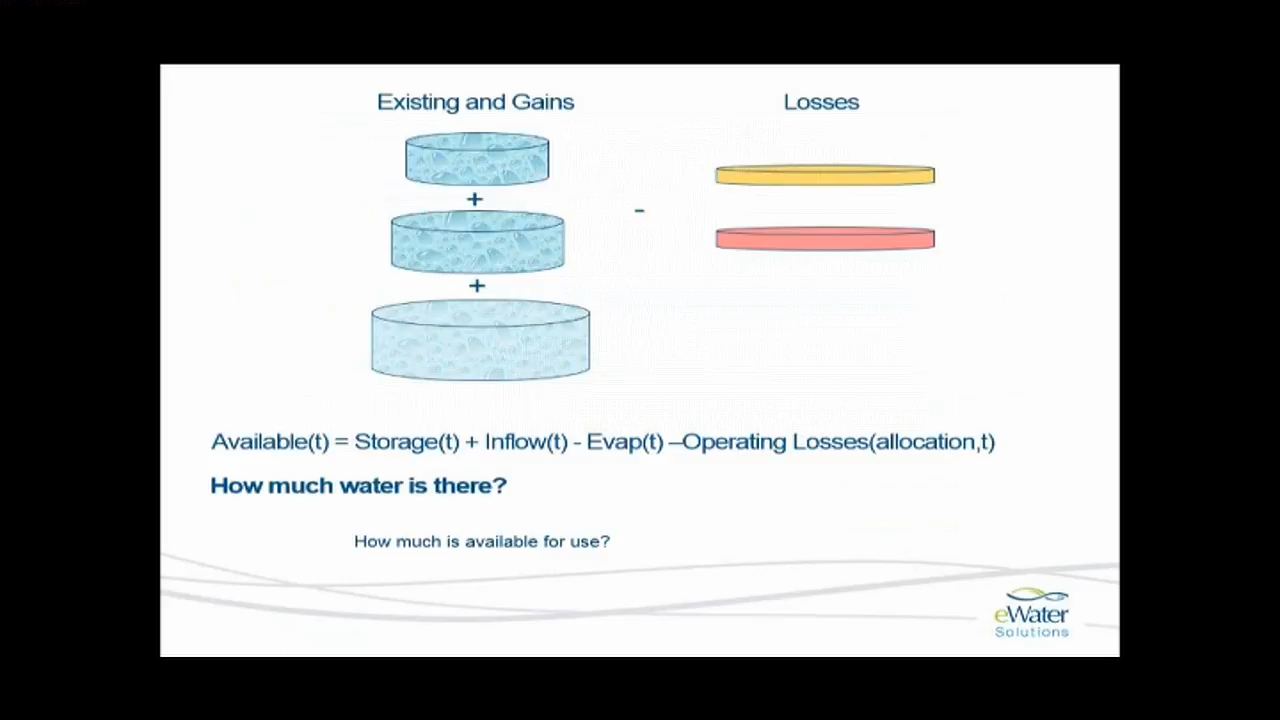 Existing and Gains
Losses
+
-
+
Available(t) = Storage(t) + Inflow(t) - Evap(t) –Operating Losses(allocation,t)
How much water is there?
How much is available for use?
eWater
Solutions